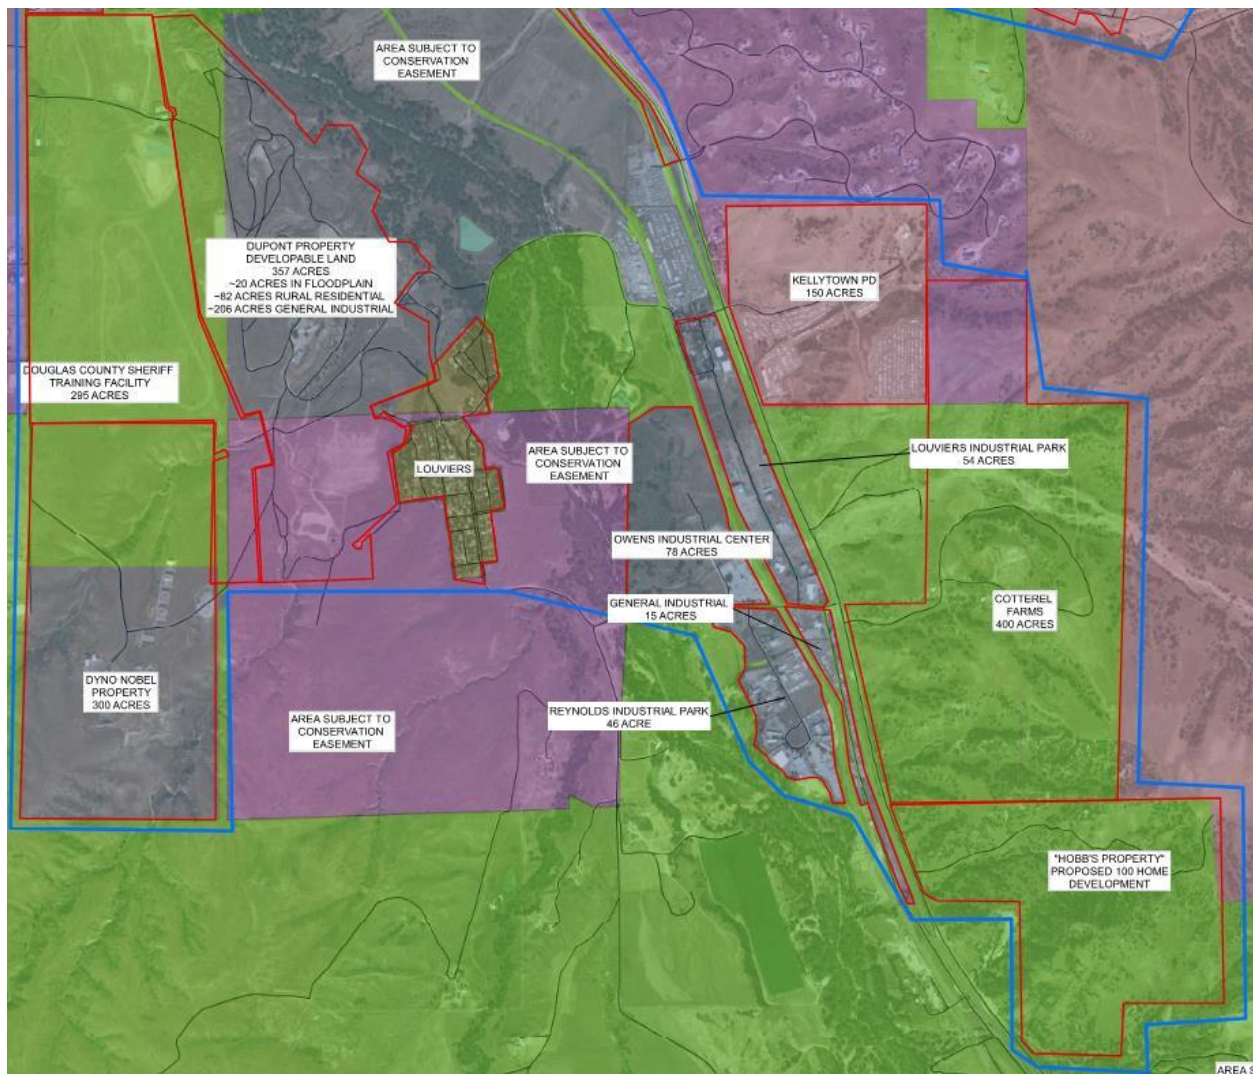 AREA SUBJECT TO
CONSERVATION
EASEMENT
DUPONT PROPERTY
DEVELOPABLE LAND
357 ACRES
~20 ACRES IN FLOODPLAIN
~82 ACRES RURAL RESIDENTIAL
~206 ACRES GENERAL INDUSTRIAL
KELLYTOWN PD
150 ACRES
DOUGLAS COUNTY SHERIFF
TRAINING FACILITY
295 ACRES
LOUVIERS
AREA SUBJECT TO
CONSERVATION
EASEMENT
LOUVIERS INDUSTRIAL PARK
54 ACRES
OWENS INDUSTRIAL CENTER
78 ACRES
GENERAL INDUSTRIAL
15 ACRES
COTTEREL
FARMS
400 ACRES
DYNO NOBEL
PROPERTY
300 ACRES
AREA SUBJECT TO
CONSERVATION
EASEMENT
REYNOLDS INDUSTRIAL PARK
46 ACRE
"HOBB'S PROPERTY"
PROPOSED 100 HOME
DEVELOPMENT
AREA